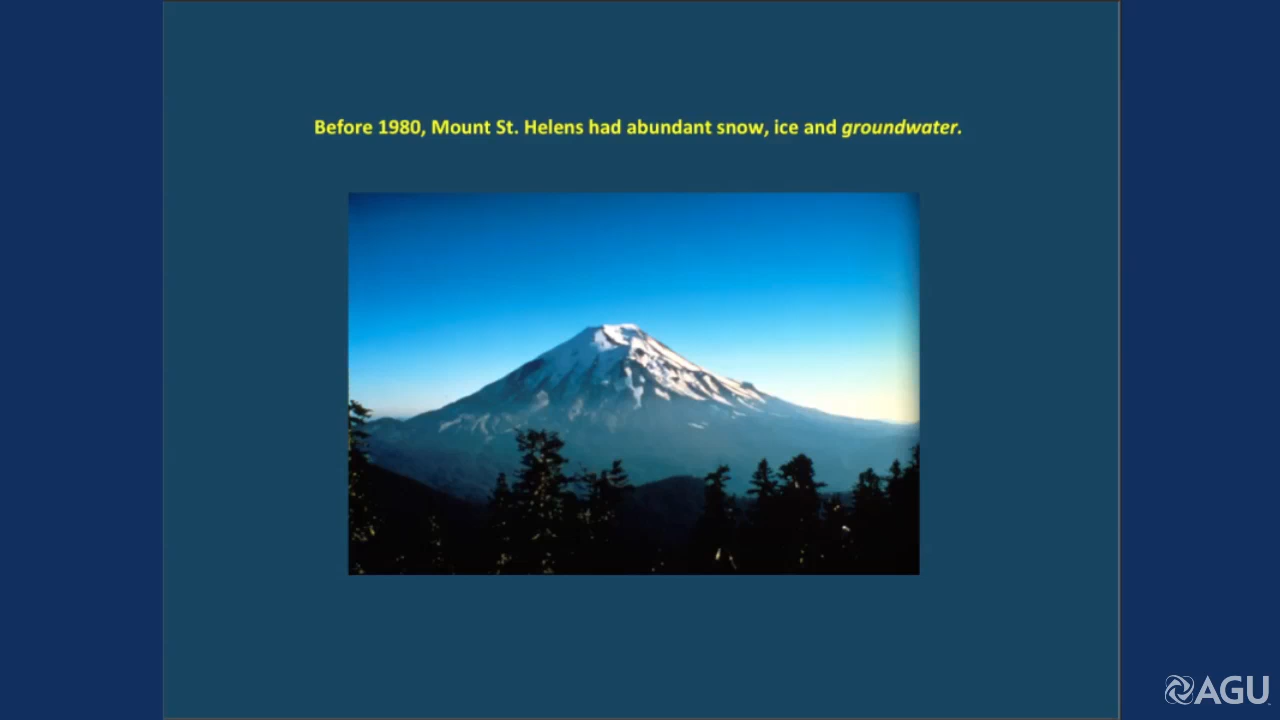 Before 1980, Mount St. Helens had abundant snow, ice and groundwater.
AGU